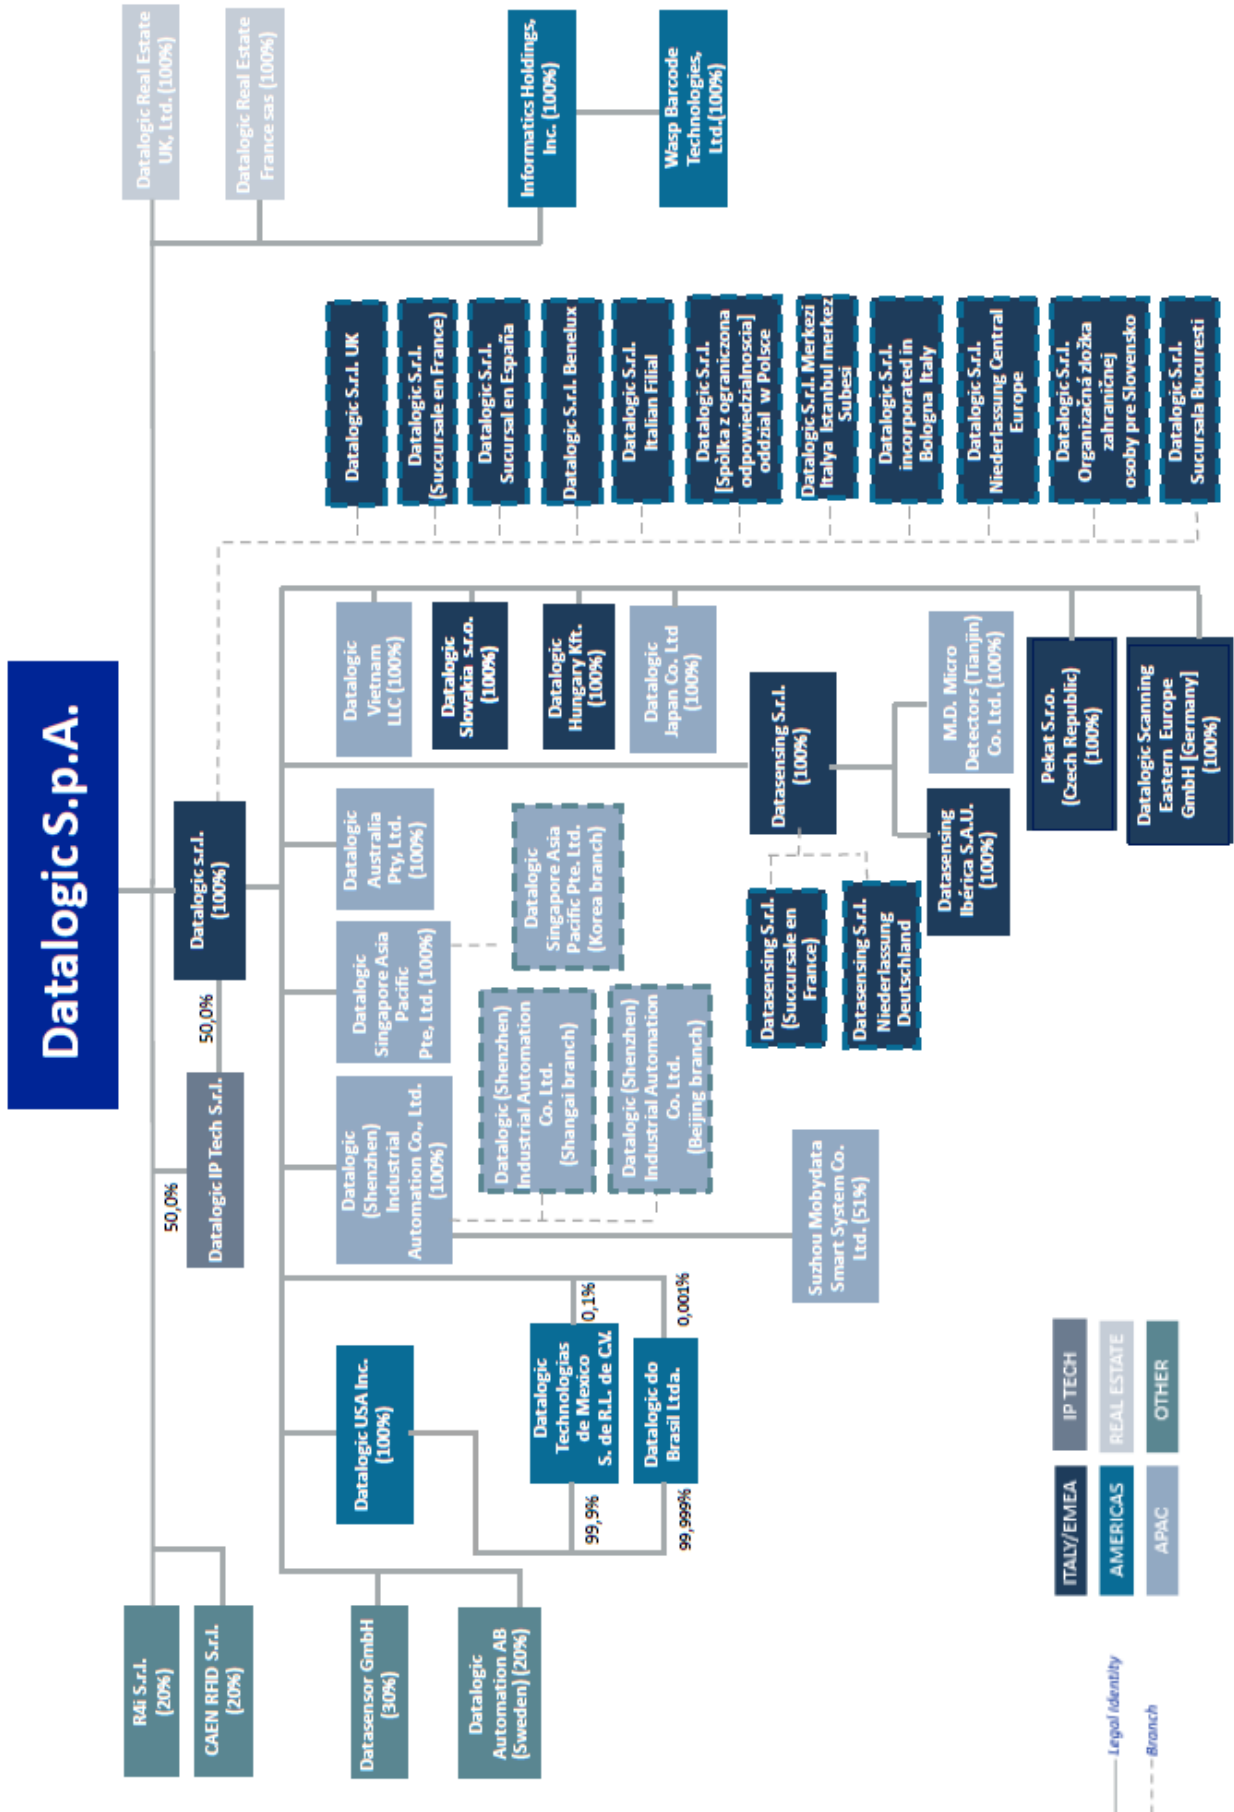 Datalogic S.p.A.
R4i S.r.l.
(20%)
CAEN RFID S.r.l.
(20%)
50,0%
Datalogic IP Tech S.r.l.
50,0%
Datalogic s.r.l.
(100%)
Datalogic Real Estate
UK, Ltd. (100%)
Datalogic Real Estate
France sas (100%)
Informatics Holdings,
Inc. (100%)
Wasp Barcode
Technologies,
Ltd.(100%)
Datasensor GmbH
(30%)
Datalogic
Automation AB
(Sweden) (20%)
Datalogic USA Inc.
(100%)
99,9%
Datalogic
Technologias
de Mexico
S. de R.L. de C.V.
0,1%
99,999%
Datalogic do
Brasil Ltda.
0,001%
Datalogic
(Shenzhen)
Industrial
Automation Co., Ltd.
(100%)
Datalogic (Shenzhen)
Industrial Automation
Co. Ltd.
(Shangai branch)
Datalogic (Shenzhen)
Industrial Automation
Co. Ltd.
(Beijing branch)
Suzhou Mobydata
Smart System Co.
Ltd. (51%)
Datalogic
Singapore Asia
Pacific
Pte, Ltd. (100%)
Datalogic
Singapore Asia
Pacific Pte. Ltd.
(Korea branch)
Datalogic
Australia
Pty, Ltd.
(100%)
Datasensing S.r.l.
(100%)
Datasensing S.r.l.
(Succursale en
France)
Datasensing S.r.l.
Niederlassung
Deutschland
Datasensing
Ibérica S.A.U.
(100%)
M.D. Micro
Detectors (Tianjin)
Co. Ltd. (100%)
Datalogic
Vietnam
LLC (100%)
Datalogic
Slovakia s.r.o.
(100%)
Datalogic
Hungary Kft.
(100%)
Datalogic
Japan Co. Ltd
(100%)
Pekat S.r.o.
(Czech Republic)
(100%)
Datalogic Scanning
Eastern Europe
GmbH [Germany]
(100%)
Datalogic S.r.l. UK
Datalogic S.r.l.
(Succursale en France)
Datalogic S.r.l.
Sucursal en España
Datalogic S.r.l. Benelux
Datalogic S.r.l.
Italian Filial
Datalogic S.r.l.
[Spòlka z ograniczona
odpowiedzialnoscia]
oddzial w Polsce
Datalogic S.r.l. Merkezi
Italya Istanbul merkez
Subesi
Datalogic S.r.l.
incorporated in
Bologna Italy
Datalogic S.r.l.
Niederlassung Central
Europe
Datalogic S.r.l.
Organizačná zložka
zahraničnej
osoby pre Slovensko
Datalogic S.r.l.
Sucursala Bucuresti
Legal Identity
Branch
ITALY/EMEA
IP TECH
AMERICAS
REAL ESTATE
APAC
OTHER